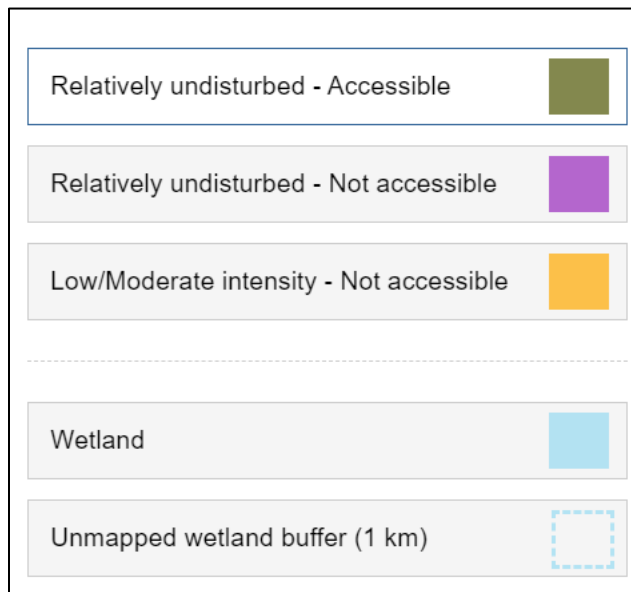 Relatively undisturbed - Accessible
Relatively undisturbed - Not accessible
Low/Moderate intensity - Not accessible
Wetland
Unmapped wetland buffer (1 km)